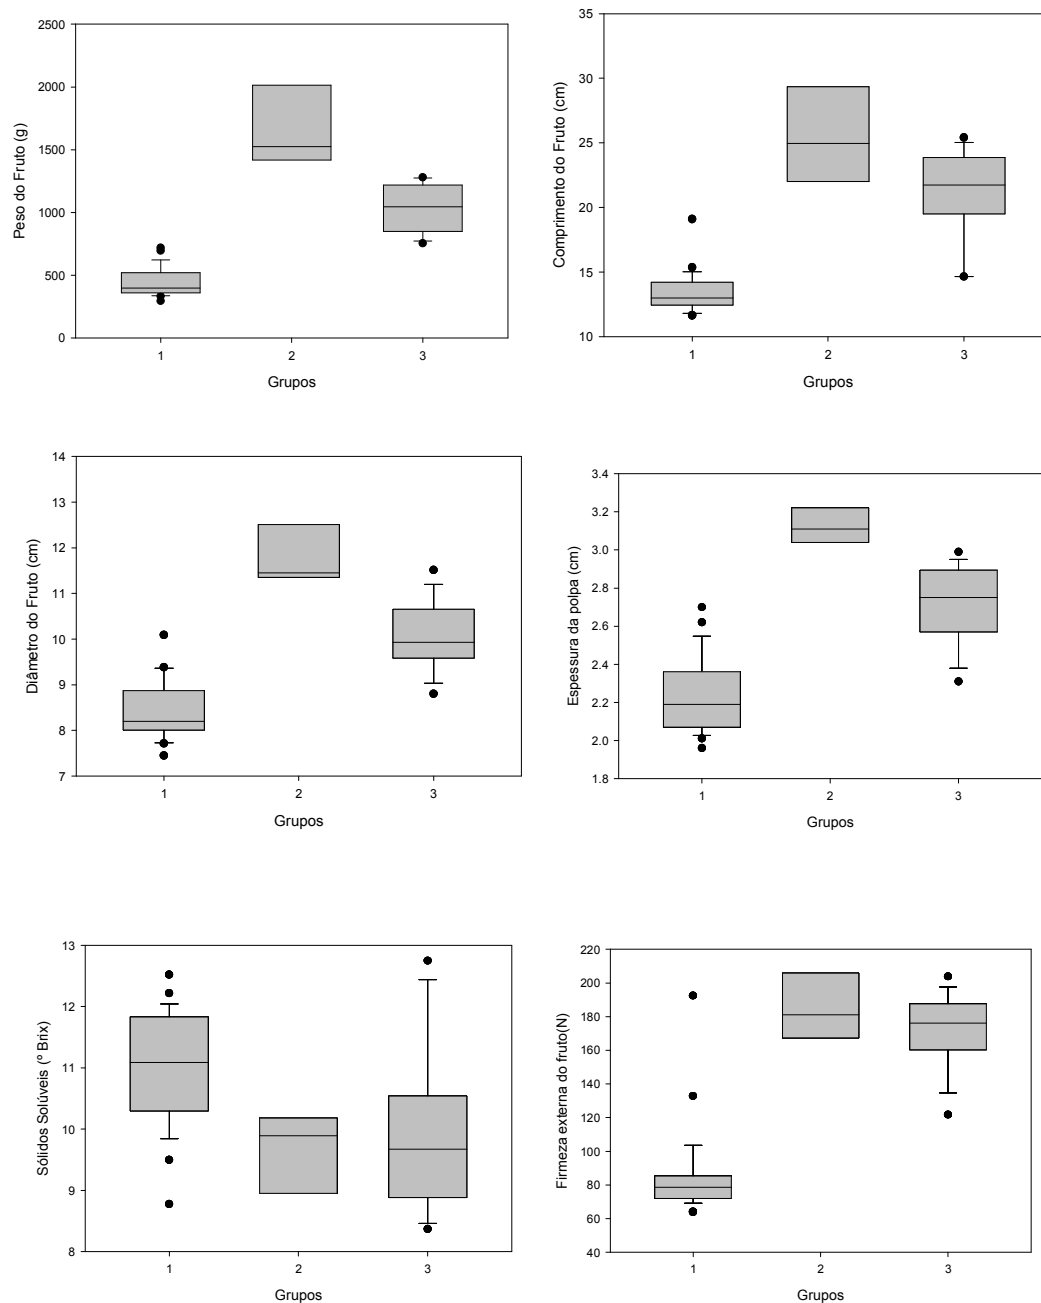 Peso do Fruto (g)
2500
2000
1500
1000
500
0
1 2 3
Grupos
Comprimento do Fruto (cm)
35
30
25
20
15
10
1 2 3
Grupos
Diâmetro do Fruto (cm)
14
13
12
11
10
9
8
7
1 2 3
Grupos
Espessura da polpa (cm)
3.4
3.2
3.0
2.8
2.6
2.4
2.2
2.0
1.8
1 2 3
Grupos
Sólidos Solúveis (º Brix)
13
12
11
10
9
8
1 2 3
Grupos
Firmeza externa do fruto(N)
220
200
180
160
140
120
100
80
60
40
1 2 3
Grupos